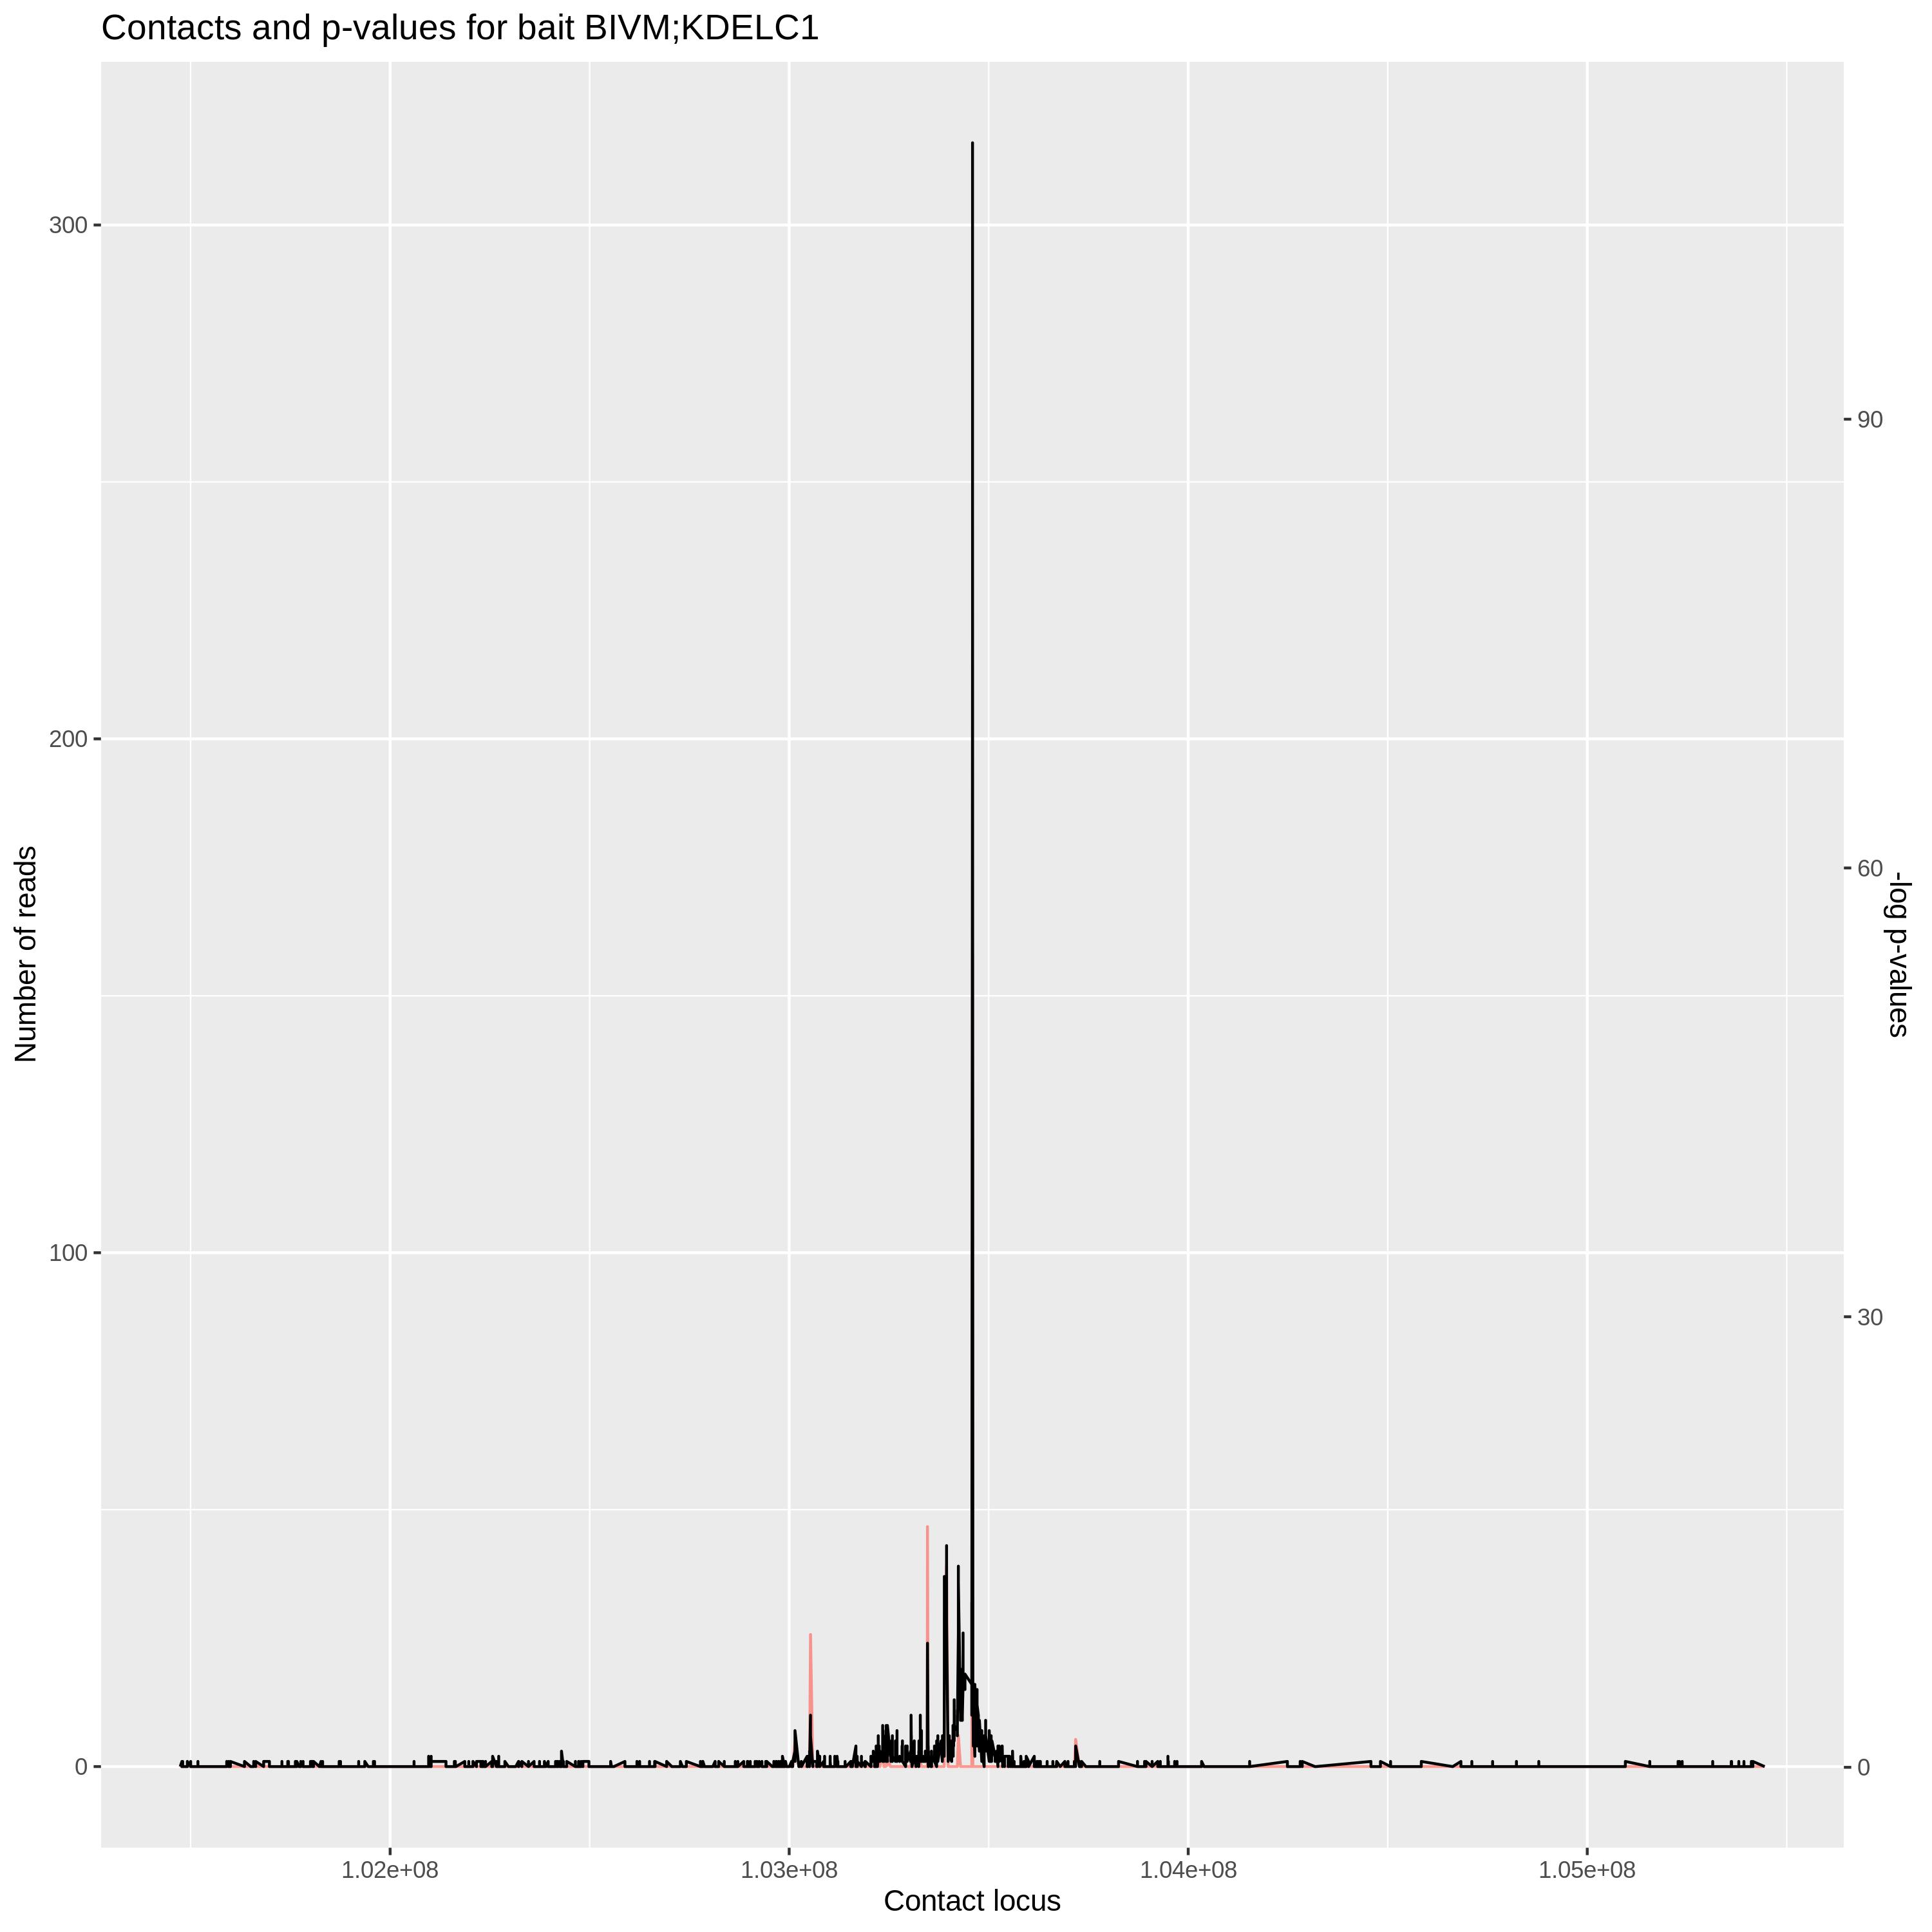 Contacts and p-values for bait BIVM;KDELC1
300
200
100
0
Number of reads
90
60
30
0
-log p-values
1.02e+08
1.03e+08
1.04e+08
1.05e+08
Contact locus